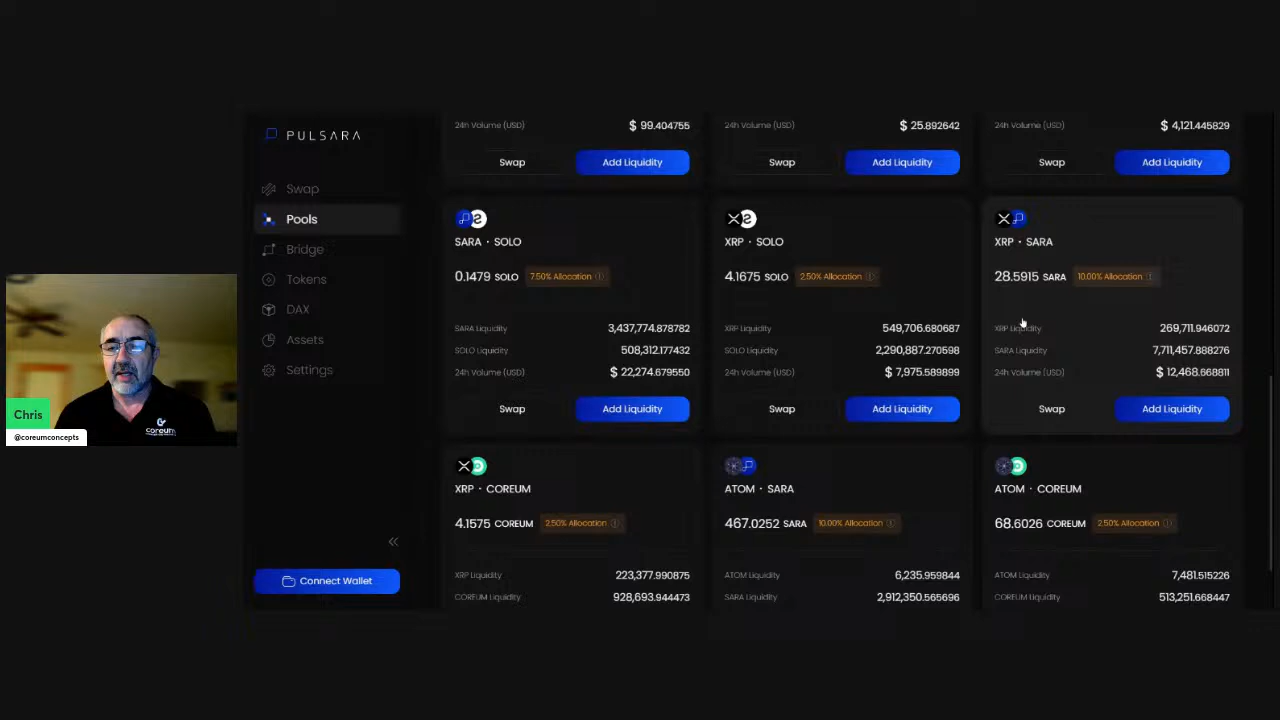 PULSARA
Swap
Pools
Bridge
Tokens
DAX
Assets
Settings
Connect Wallet
24h Volume (USD) $ 99.404755
Swap Add Liquidity
24h Volume (USD) $ 25.892642
Swap Add Liquidity
24h Volume (USD) $ 4,121.445829
Swap Add Liquidity
SARA · SOLO
0.1479 SOLO 7.50% Allocation
SARA Liquidity 3,437,774.878782
SOLO Liquidity 508,312.177432
24h Volume (USD) $ 22,274.679550
Swap Add Liquidity
XRP · SOLO
4.1675 SOLO 2.50% Allocation
XRP Liquidity 549,706.680687
SOLO Liquidity 2,290,887.270598
24h Volume (USD) $ 7,975.589899
Swap Add Liquidity
XRP · SARA
28.5915 SARA 10.00% Allocation
XRP Liquidity 269,711.946072
SARA Liquidity 7,711,457.888276
24h Volume (USD) $ 12,468.668811
Swap Add Liquidity
XRP · COREUM
4.1575 COREUM 2.50% Allocation
XRP Liquidity 223,377.990875
COREUM Liquidity 928,693.944473
ATOM · SARA
467.0252 SARA 10.00% Allocation
ATOM Liquidity 6,235.959844
SARA Liquidity 2,912,350.565696
ATOM · COREUM
68.6026 COREUM 2.50% Allocation
ATOM Liquidity 7,481.515226
COREUM Liquidity 513,251.668447
Chris
@coreumconcepts
coreum